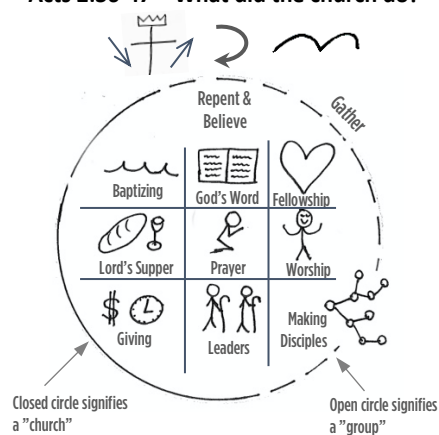 Repent &
Believe
Gather
Baptizing
God's Word
Fellowship
Lord's Supper
Prayer
Worship
$
Giving
Leaders
Making
Disciples
Closed circle signifies
a "church"
Open circle signifies
a "group"